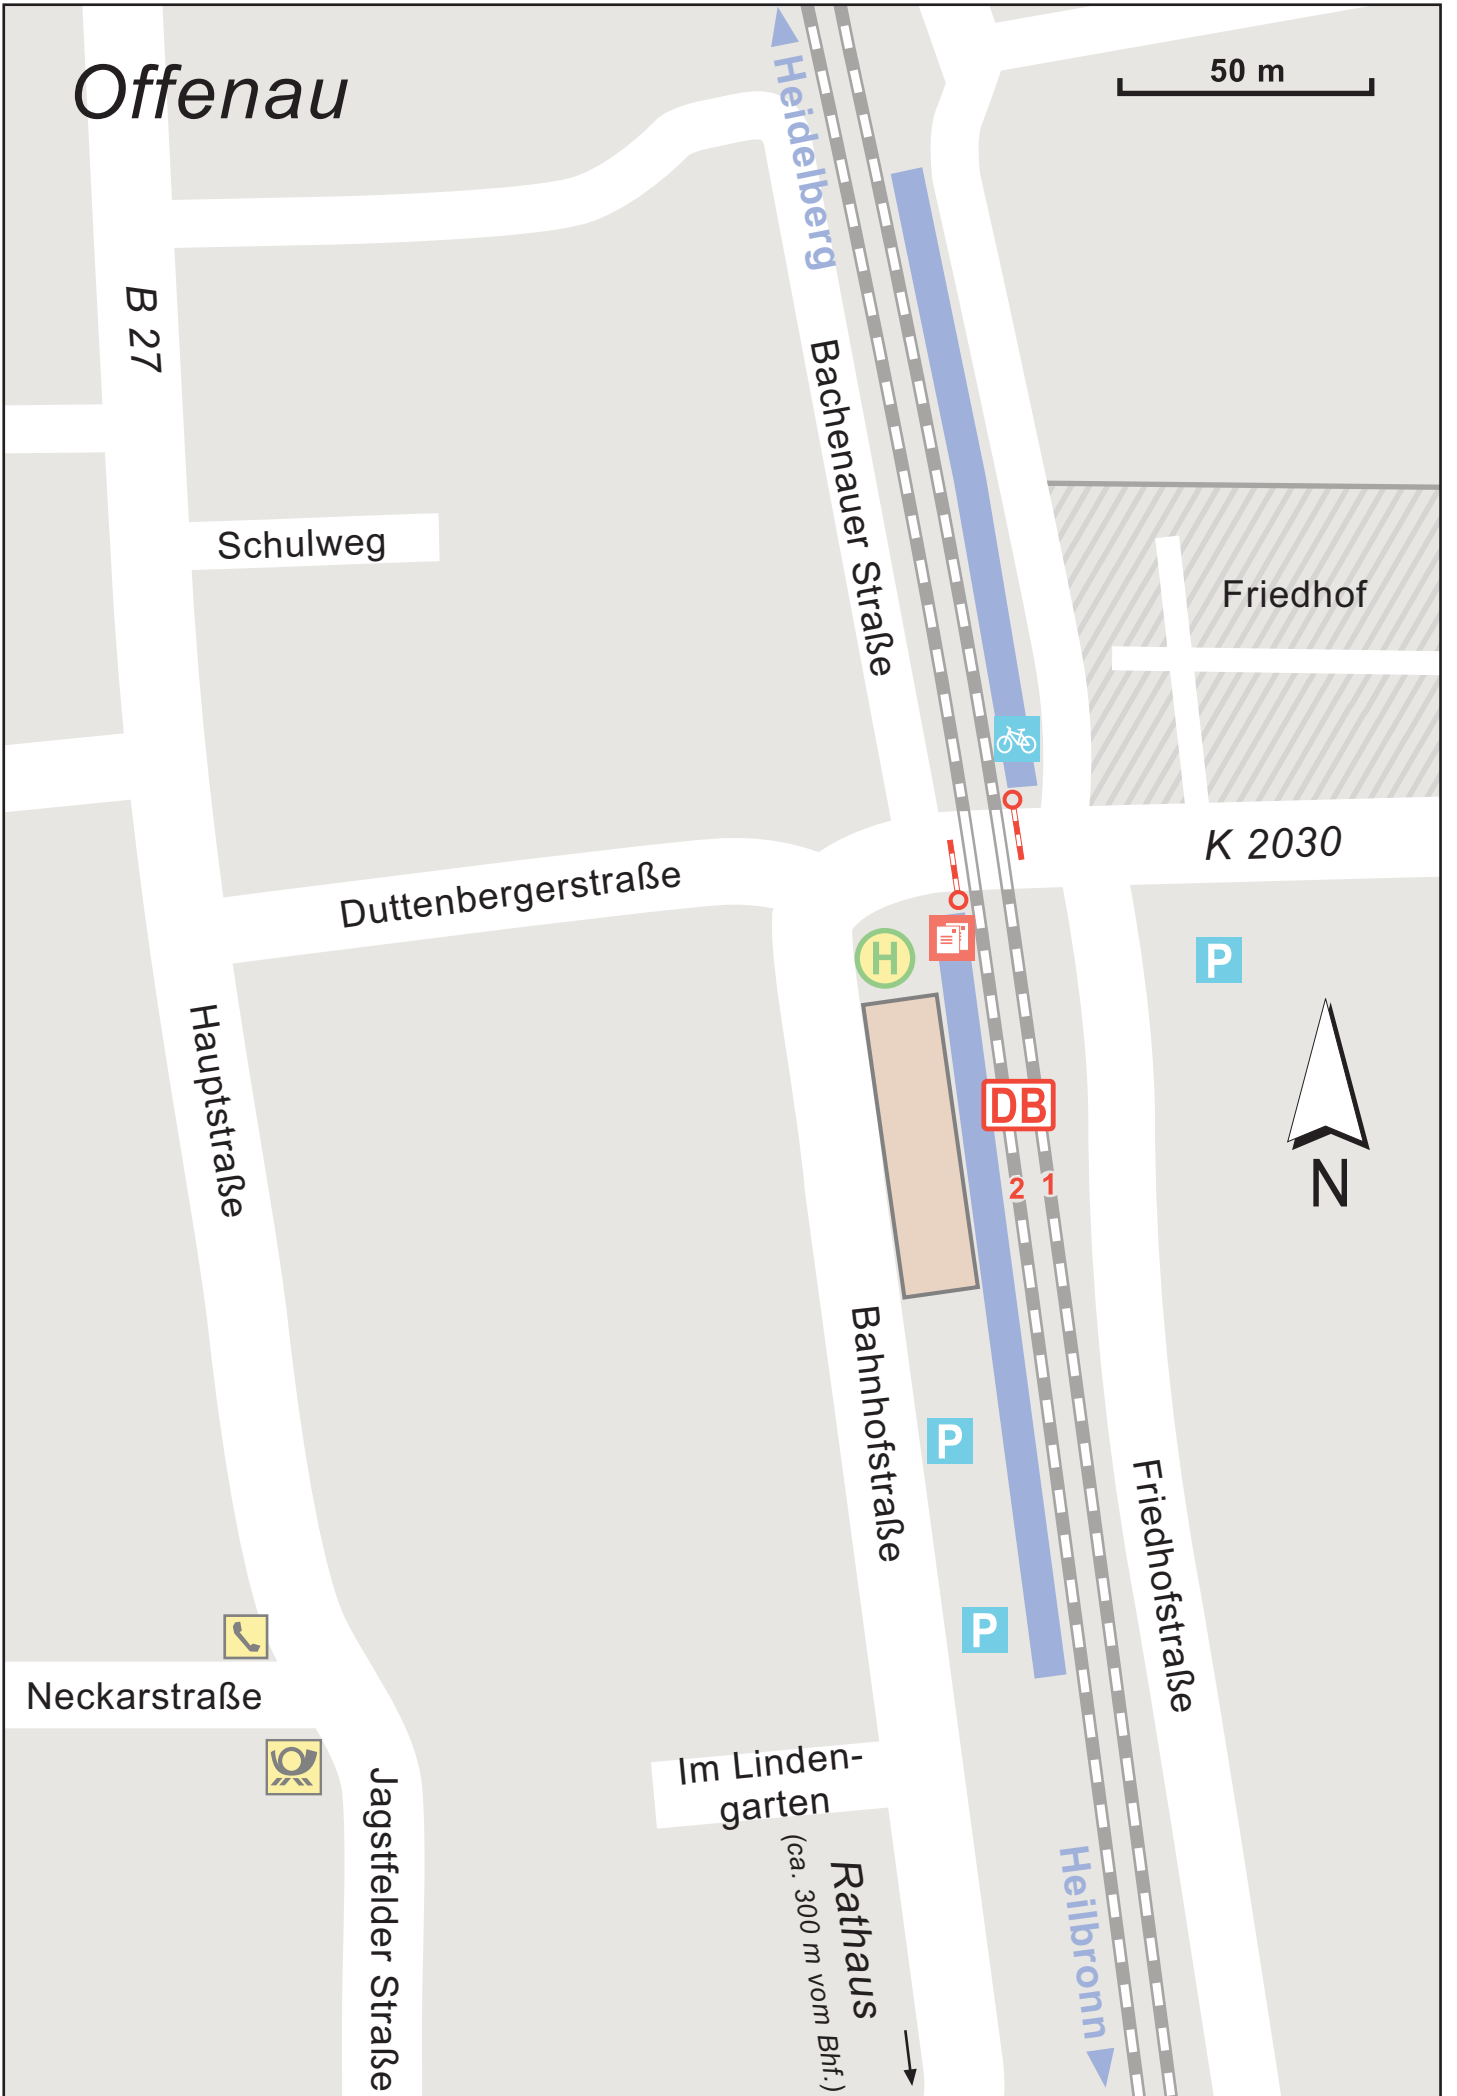 Offenau
50 m
Heidelberg
B 27
Bachenauer Straße
Schulweg
Friedhof
K 2030
Duttenbergerstraße
H
P
Hauptstraße
DB
2 1
N
Bahnhofstraße
P
Friedhofstraße
P
Neckarstraße
Im Linden-
garten
Jagstfelder Straße
Rathaus
(ca. 300 m vom Bhf.)
Heilbronn